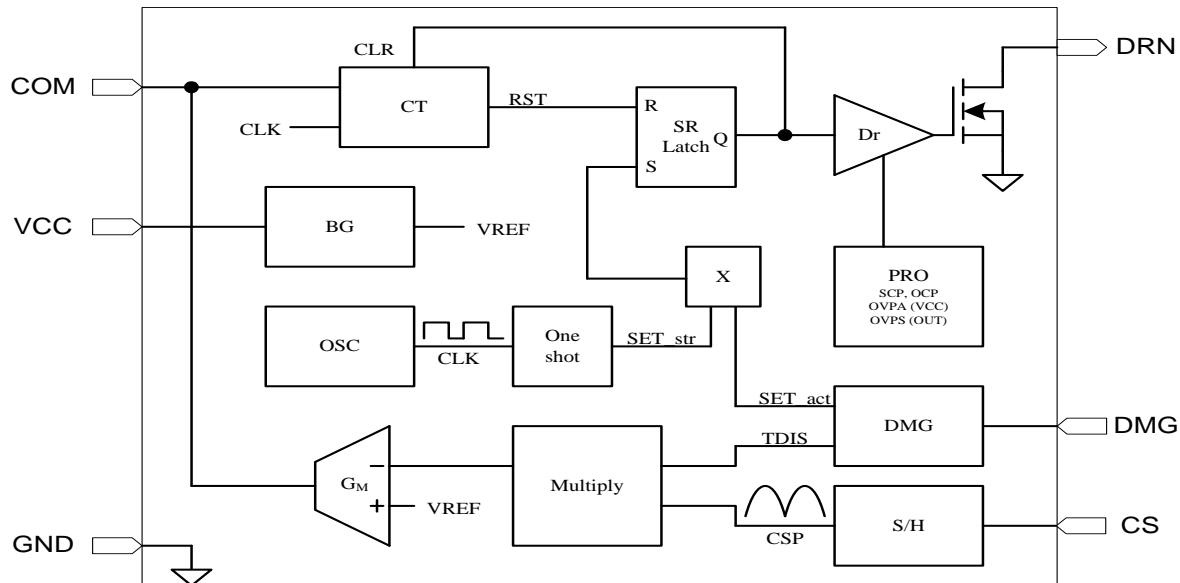 DRN
COM
CLR
CT
CLK
RST
R
SR
Latch
S
Q
Dr
VCC
BG
VREF
X
PRO
SCP, OCP
OVPA (VCC)
OVPS (OUT)
OSC
CLK
One
shot
SET_str
SET_act
DMG
DMG
TDIS
GM
−
+
VREF
Multiply
CSP
S/H
CS
GND